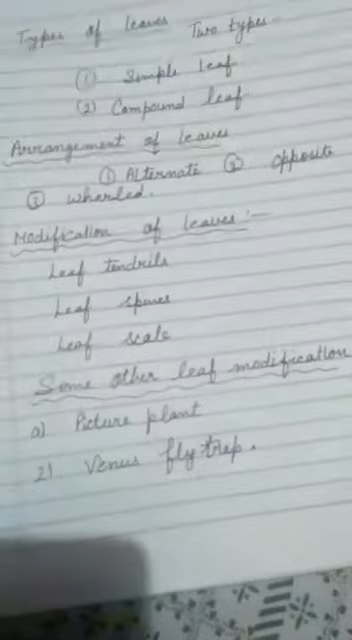 Types of leaves Two types
(1) Simple leaf
(2) Compound leaf
Arrangement of leaves
① Alternate ② opposite
③ wherled.
Modification of leaves :-
Leaf tendrils
Leaf spines
Leaf scale
Some other leaf modification
a) Picture plant
2) Venus fly trap.